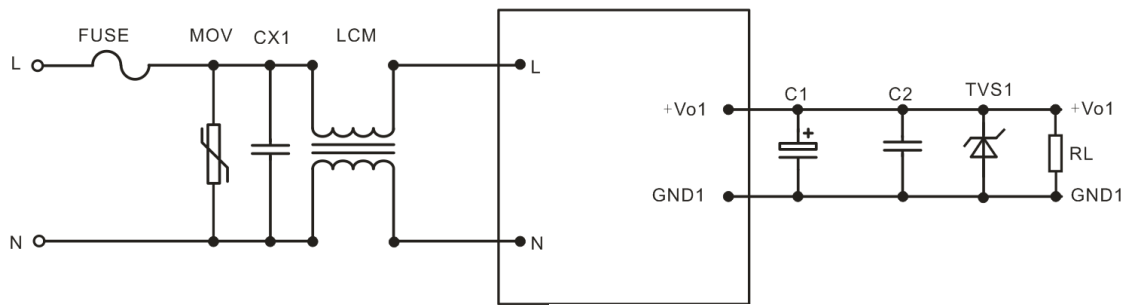 FUSE MOV CX1 LCM
L
L
+Vo1 C1 C2 TVS1 +Vo1
+
RL
GND1 GND1
N
N